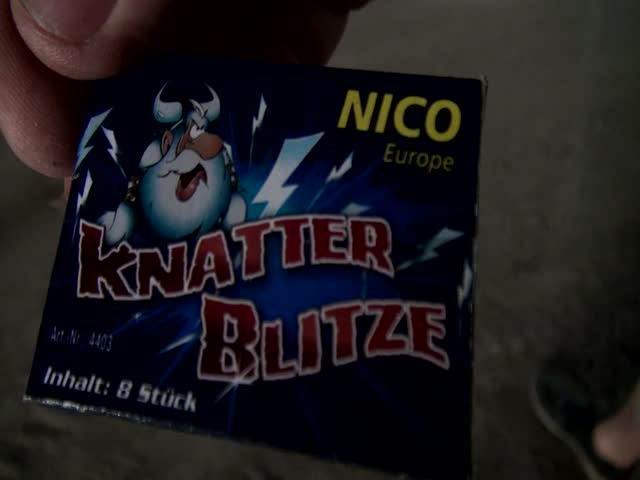 NICO
Europe
KNATTER
BLITZE
Art. Nr. 4403
Inhalt: 8 Stück